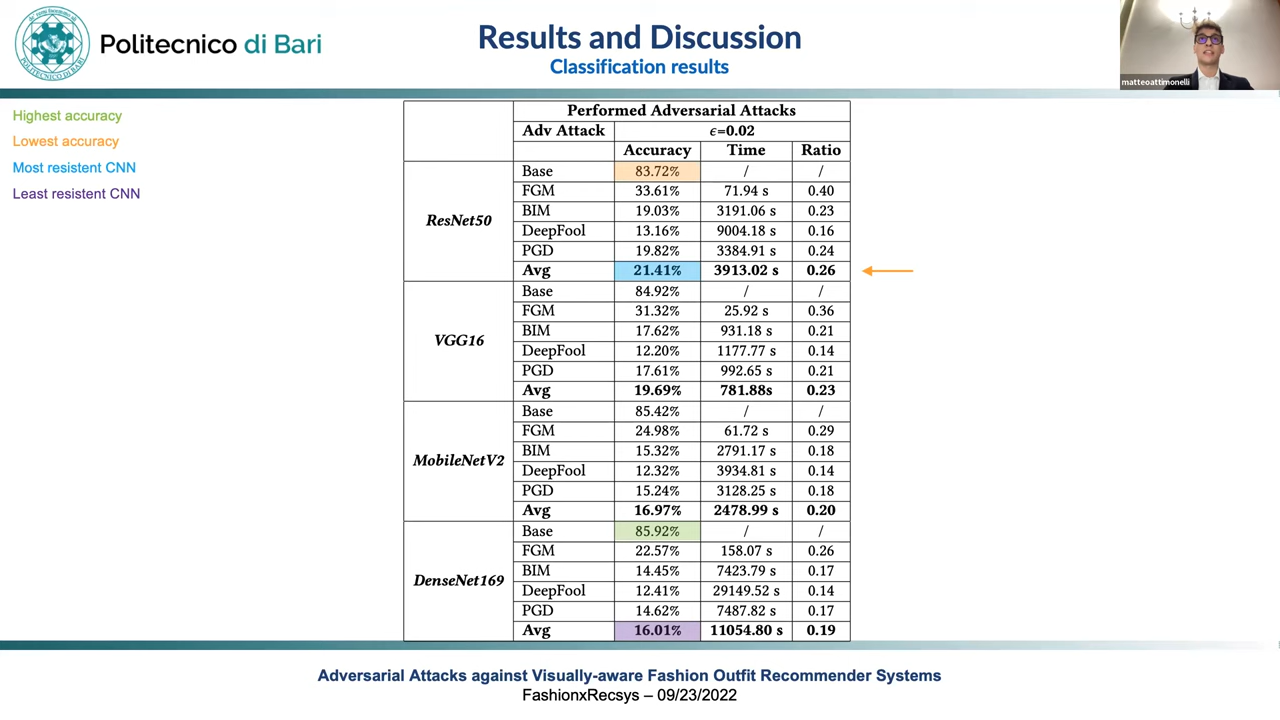 Politecnico di Bari
Results and Discussion
Classification results
matteoattimonelli
Highest accuracy
Lowest accuracy
Most resistent CNN
Least resistent CNN
Performed Adversarial Attacks
Adv Attack ϵ=0.02
Accuracy Time Ratio
ResNet50
Base 83.72% / /
FGM 33.61% 71.94 s 0.40
BIM 19.03% 3191.06 s 0.23
DeepFool 13.16% 9004.18 s 0.16
PGD 19.82% 3384.91 s 0.24
Avg 21.41% 3913.02 s 0.26
VGG16
Base 84.92% / /
FGM 31.32% 25.92 s 0.36
BIM 17.62% 931.18 s 0.21
DeepFool 12.20% 1177.77 s 0.14
PGD 17.61% 992.65 s 0.21
Avg 19.69% 781.88s 0.23
MobileNetV2
Base 85.42% / /
FGM 24.98% 61.72 s 0.29
BIM 15.32% 2791.17 s 0.18
DeepFool 12.32% 3934.81 s 0.14
PGD 15.24% 3128.25 s 0.18
Avg 16.97% 2478.99 s 0.20
DenseNet169
Base 85.92% / /
FGM 22.57% 158.07 s 0.26
BIM 14.45% 7423.79 s 0.17
DeepFool 12.41% 29149.52 s 0.14
PGD 14.62% 7487.82 s 0.17
Avg 16.01% 11054.80 s 0.19
Adversarial Attacks against Visually-aware Fashion Outfit Recommender Systems
FashionxRecsys – 09/23/2022